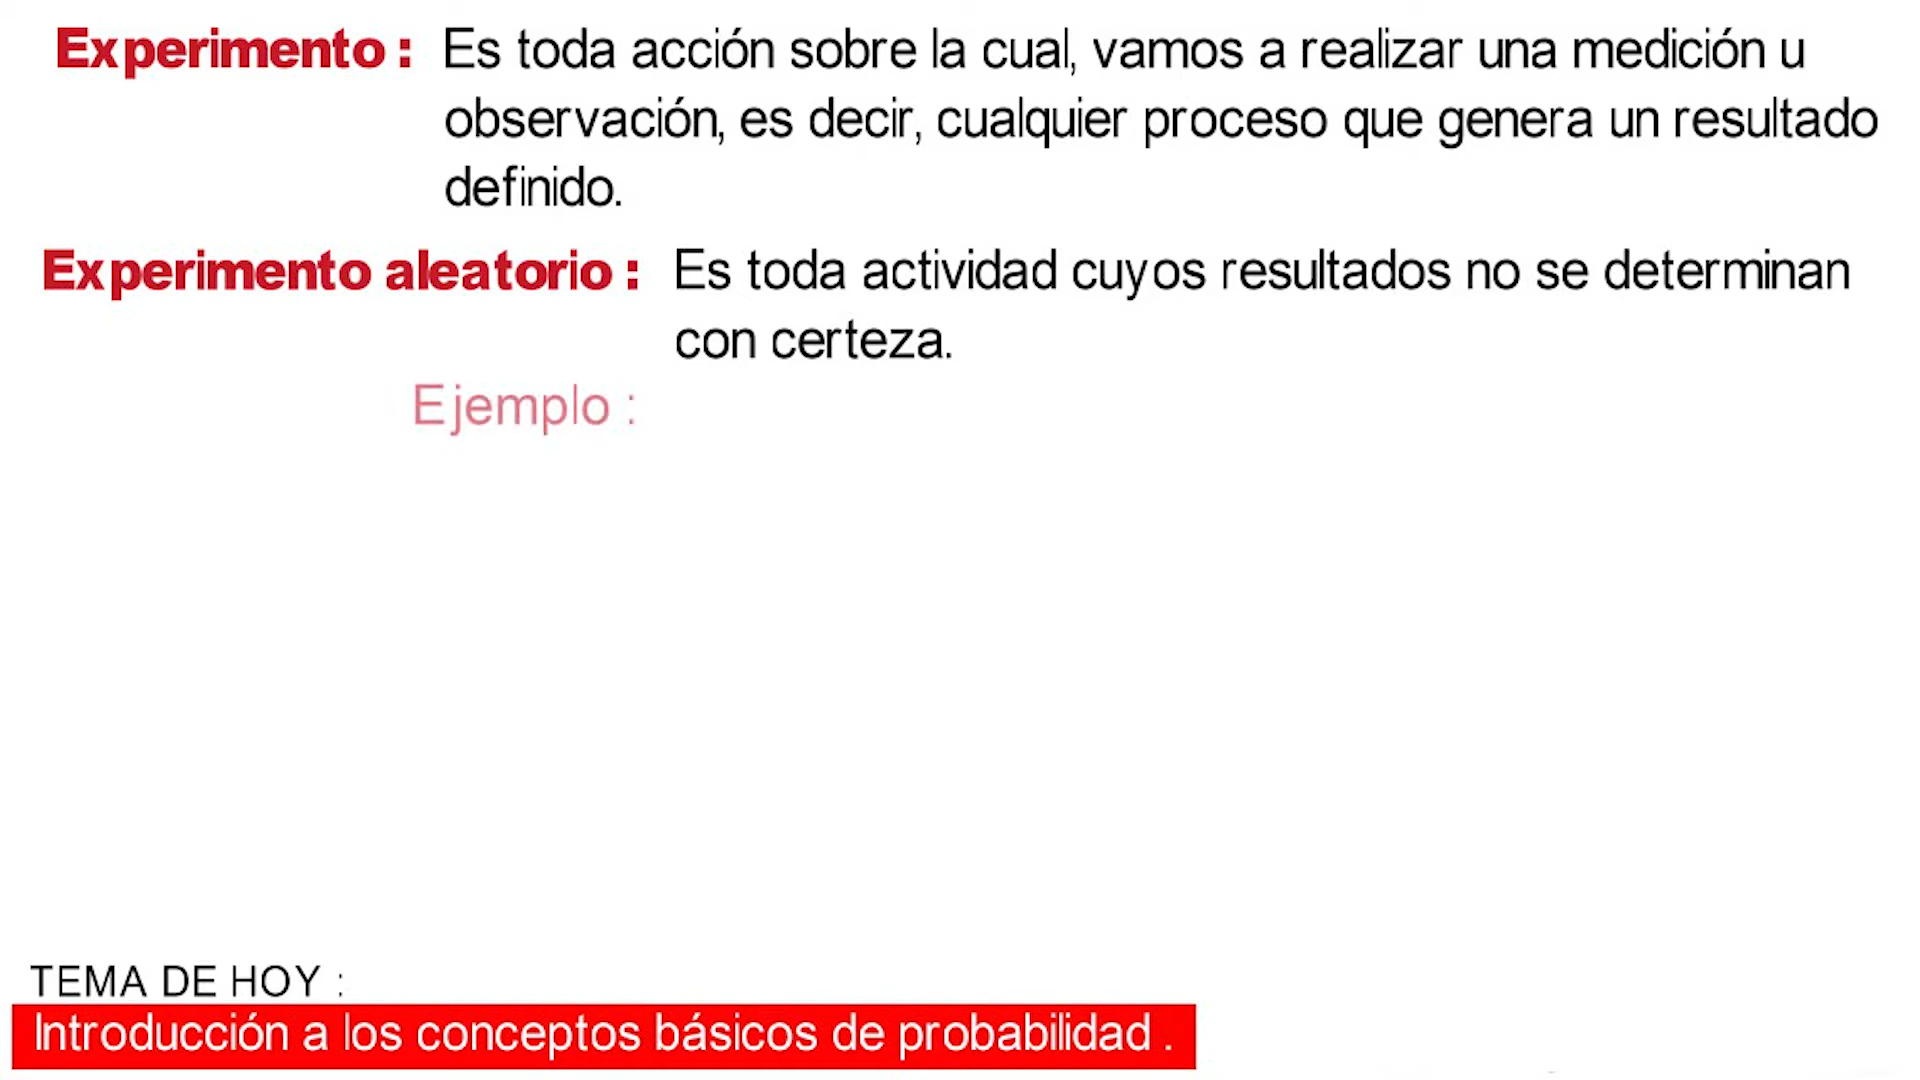 Experimento : Es toda acción sobre la cual, vamos a realizar una medición u
observación, es decir, cualquier proceso que genera un resultado
definido.
Experimento aleatorio : Es toda actividad cuyos resultados no se determinan
con certeza.
Ejemplo :
TEMA DE HOY :
Introducción a los conceptos básicos de probabilidad .